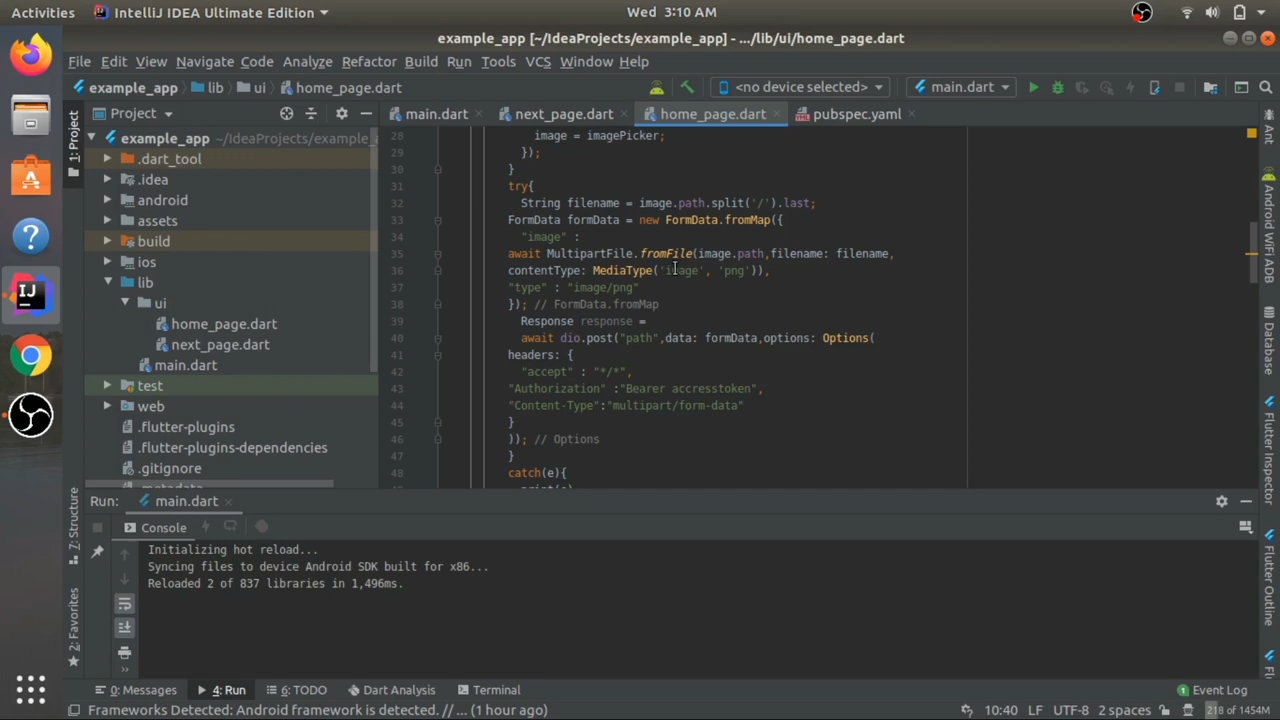 Activities IntelliJ IDEA Ultimate Edition Wed 3:10 AM
example_app [~/IdeaProjects/example_app] - .../lib/ui/home_page.dart
File Edit View Navigate Code Analyze Refactor Build Run Tools VCS Window Help
example_app lib ui home_page.dart <no device selected> main.dart
Project main.dart next_page.dart home_page.dart pubspec.yaml
1: Project
example_app ~/IdeaProjects/example_
.dart_tool
.idea
android
assets
build
ios
lib
ui
home_page.dart
next_page.dart
main.dart
test
web
.flutter-plugins
.flutter-plugins-dependencies
.gitignore
28 image = imagePicker;
29 });
30 }
31 try{
32 String filename = image.path.split('/').last;
33 FormData formData = new FormData.fromMap({
34 "image" :
35 await MultipartFile.fromFile(image.path,filename: filename,
36 contentType: MediaType('image', 'png')),
37 "type" : "image/png"
38 }); // FormData.fromMap
39 Response response =
40 await dio.post("path",data: formData,options: Options(
41 headers: {
42 "accept" : "*/*",
43 "Authorization" :"Bearer accresstoken",
44 "Content-Type":"multipart/form-data"
45 }
46 )); // Options
47 }
48 catch(e){
Ant
Android WiFi ADB
Database
Flutter Inspector
Flutter Outline
Run: main.dart
Console
Initializing hot reload...
Syncing files to device Android SDK built for x86...
Reloaded 2 of 837 libraries in 1,496ms.
7: Structure
2: Favorites
0: Messages 4: Run 6: TODO Dart Analysis Terminal 1 Event Log
Frameworks Detected: Android framework is detected. // ... (1 hour ago) 10:40 LF UTF-8 2 spaces 218 of 1454M